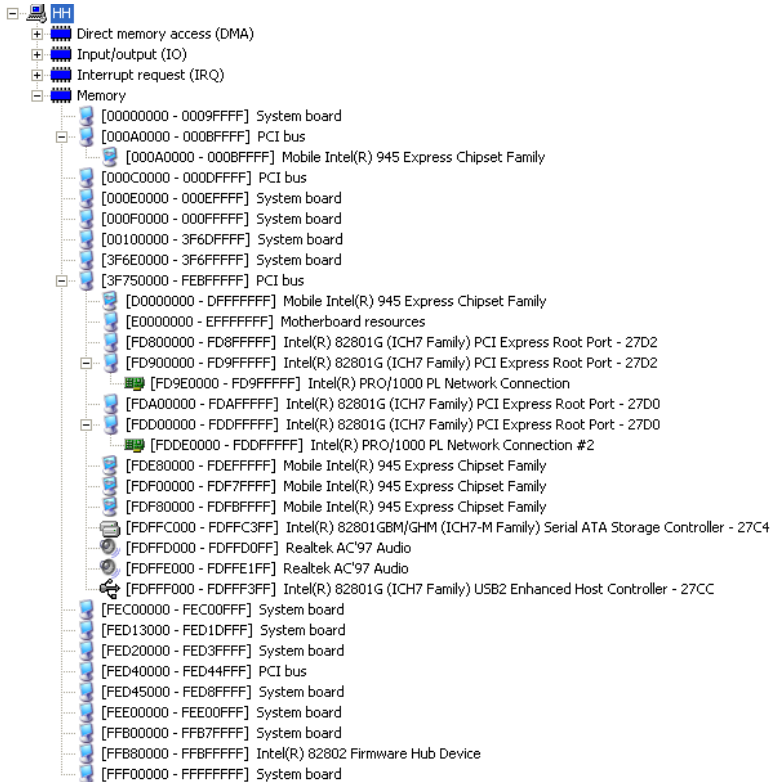 HH
Direct memory access (DMA)
Input/output (IO)
Interrupt request (IRQ)
Memory
[00000000 - 0009FFFF] System board
[000A0000 - 000BFFFF] PCI bus
[000A0000 - 000BFFFF] Mobile Intel(R) 945 Express Chipset Family
[000C0000 - 000DFFFF] PCI bus
[000E0000 - 000EFFFF] System board
[000F0000 - 000FFFFF] System board
[00100000 - 3F6DFFFF] System board
[3F6E0000 - 3F6FFFFF] System board
[3F750000 - FEBFFFFF] PCI bus
[D0000000 - DFFFFFFF] Mobile Intel(R) 945 Express Chipset Family
[E0000000 - EFFFFFFF] Motherboard resources
[FD800000 - FD8FFFFF] Intel(R) 82801G (ICH7 Family) PCI Express Root Port - 27D2
[FD900000 - FD9FFFFF] Intel(R) 82801G (ICH7 Family) PCI Express Root Port - 27D2
[FD9E0000 - FD9FFFFF] Intel(R) PRO/1000 PL Network Connection
[FDA00000 - FDAFFFFF] Intel(R) 82801G (ICH7 Family) PCI Express Root Port - 27D0
[FDD00000 - FDDFFFFF] Intel(R) 82801G (ICH7 Family) PCI Express Root Port - 27D0
[FDDE0000 - FDDFFFFF] Intel(R) PRO/1000 PL Network Connection #2
[FDE80000 - FDEFFFFF] Mobile Intel(R) 945 Express Chipset Family
[FDF00000 - FDF7FFFF] Mobile Intel(R) 945 Express Chipset Family
[FDF80000 - FDFBFFFF] Mobile Intel(R) 945 Express Chipset Family
[FDFFC000 - FDFFC3FF] Intel(R) 82801GBM/GHM (ICH7-M Family) Serial ATA Storage Controller - 27C4
[FDFFD000 - FDFFD0FF] Realtek AC'97 Audio
[FDFFE000 - FDFFE1FF] Realtek AC'97 Audio
[FDFFF000 - FDFFF3FF] Intel(R) 82801G (ICH7 Family) USB2 Enhanced Host Controller - 27CC
[FEC00000 - FEC00FFF] System board
[FED13000 - FED1DFFF] System board
[FED20000 - FED3FFFF] System board
[FED40000 - FED44FFF] PCI bus
[FED45000 - FED8FFFF] System board
[FEE00000 - FEE00FFF] System board
[FFB00000 - FFB7FFFF] System board
[FFB80000 - FFBFFFFF] Intel(R) 82802 Firmware Hub Device
[FFF00000 - FFFFFFFF] System board